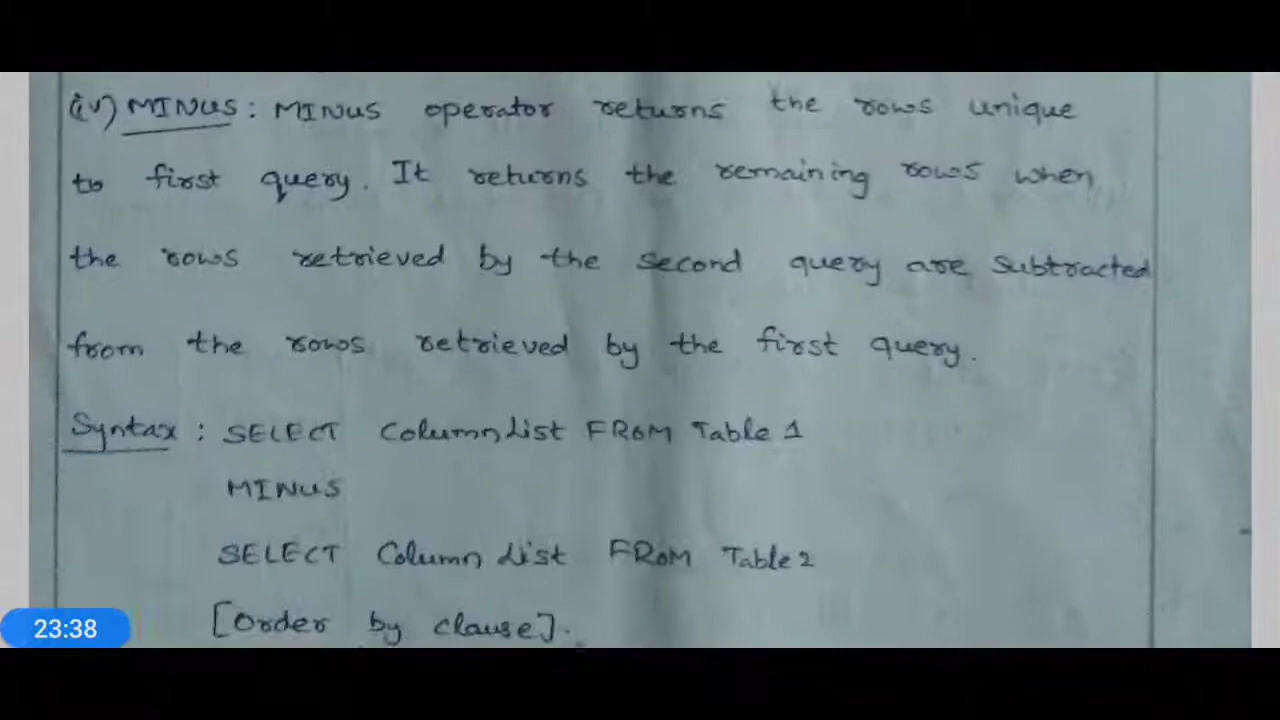 (iv) MINUS : MINUS operator returns the rows unique
to first query. It returns the remaining rows when
the rows retrieved by the second query are subtracted
from the rows retrieved by the first query.
Syntax : SELECT Column List FROM Table 1
MINUS
SELECT Column List FROM Table 2
[Order by clause].
23:38